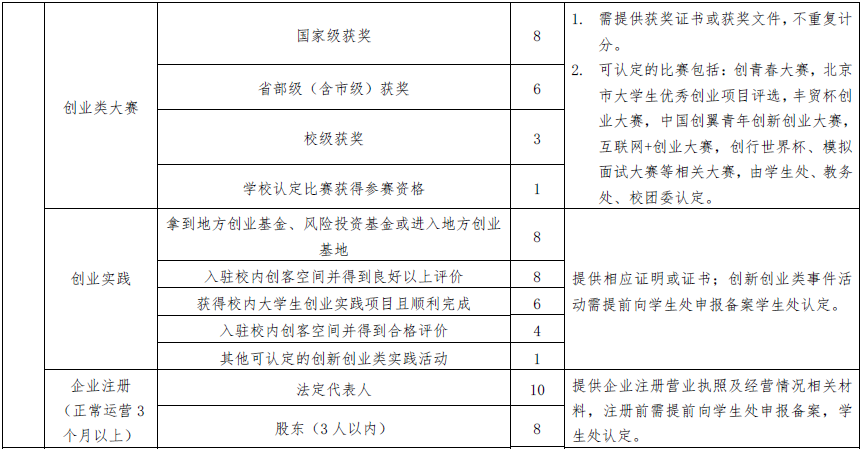 创业类大赛
国家级获奖
8
省部级（含市级）获奖
6
校级获奖
3
学校认定比赛获得参赛资格
1
1. 需提供获奖证书或获奖文件，不重复计
分。
2. 可认定的比赛包括：创青春大赛，北京
市大学生优秀创业项目评选，丰贸杯创
业大赛，中国创翼青年创新创业大赛，
互联网+创业大赛，创行世界杯、模拟
面试大赛等相关大赛，由学生处、教务
处、校团委认定。
创业实践
拿到地方创业基金、风险投资基金或进入地方创业
基地
8
入驻校内创客空间并得到良好以上评价
8
获得校内大学生创业实践项目且顺利完成
6
入驻校内创客空间并得到合格评价
4
其他可认定的创新创业类实践活动
1
提供相应证明或证书；创新创业类事件活
动需提前向学生处申报备案学生处认定。
企业注册
（正常运营 3
个月以上）
法定代表人
10
股东（3 人以内）
8
提供企业注册营业执照及经营情况相关材
料，注册前需提前向学生处申报备案，学
生处认定。